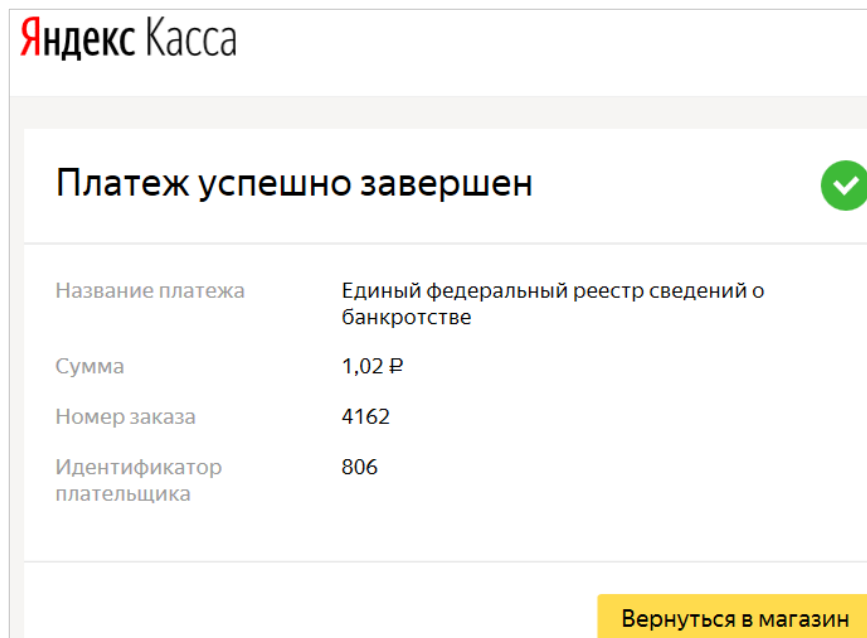 Яндекс Касса
Платеж успешно завершен
Название платежа
Единый федеральный реестр сведений о
банкротстве
Сумма
1,02 ₽
Номер заказа
4162
Идентификатор
плательщика
806
Вернуться в магазин